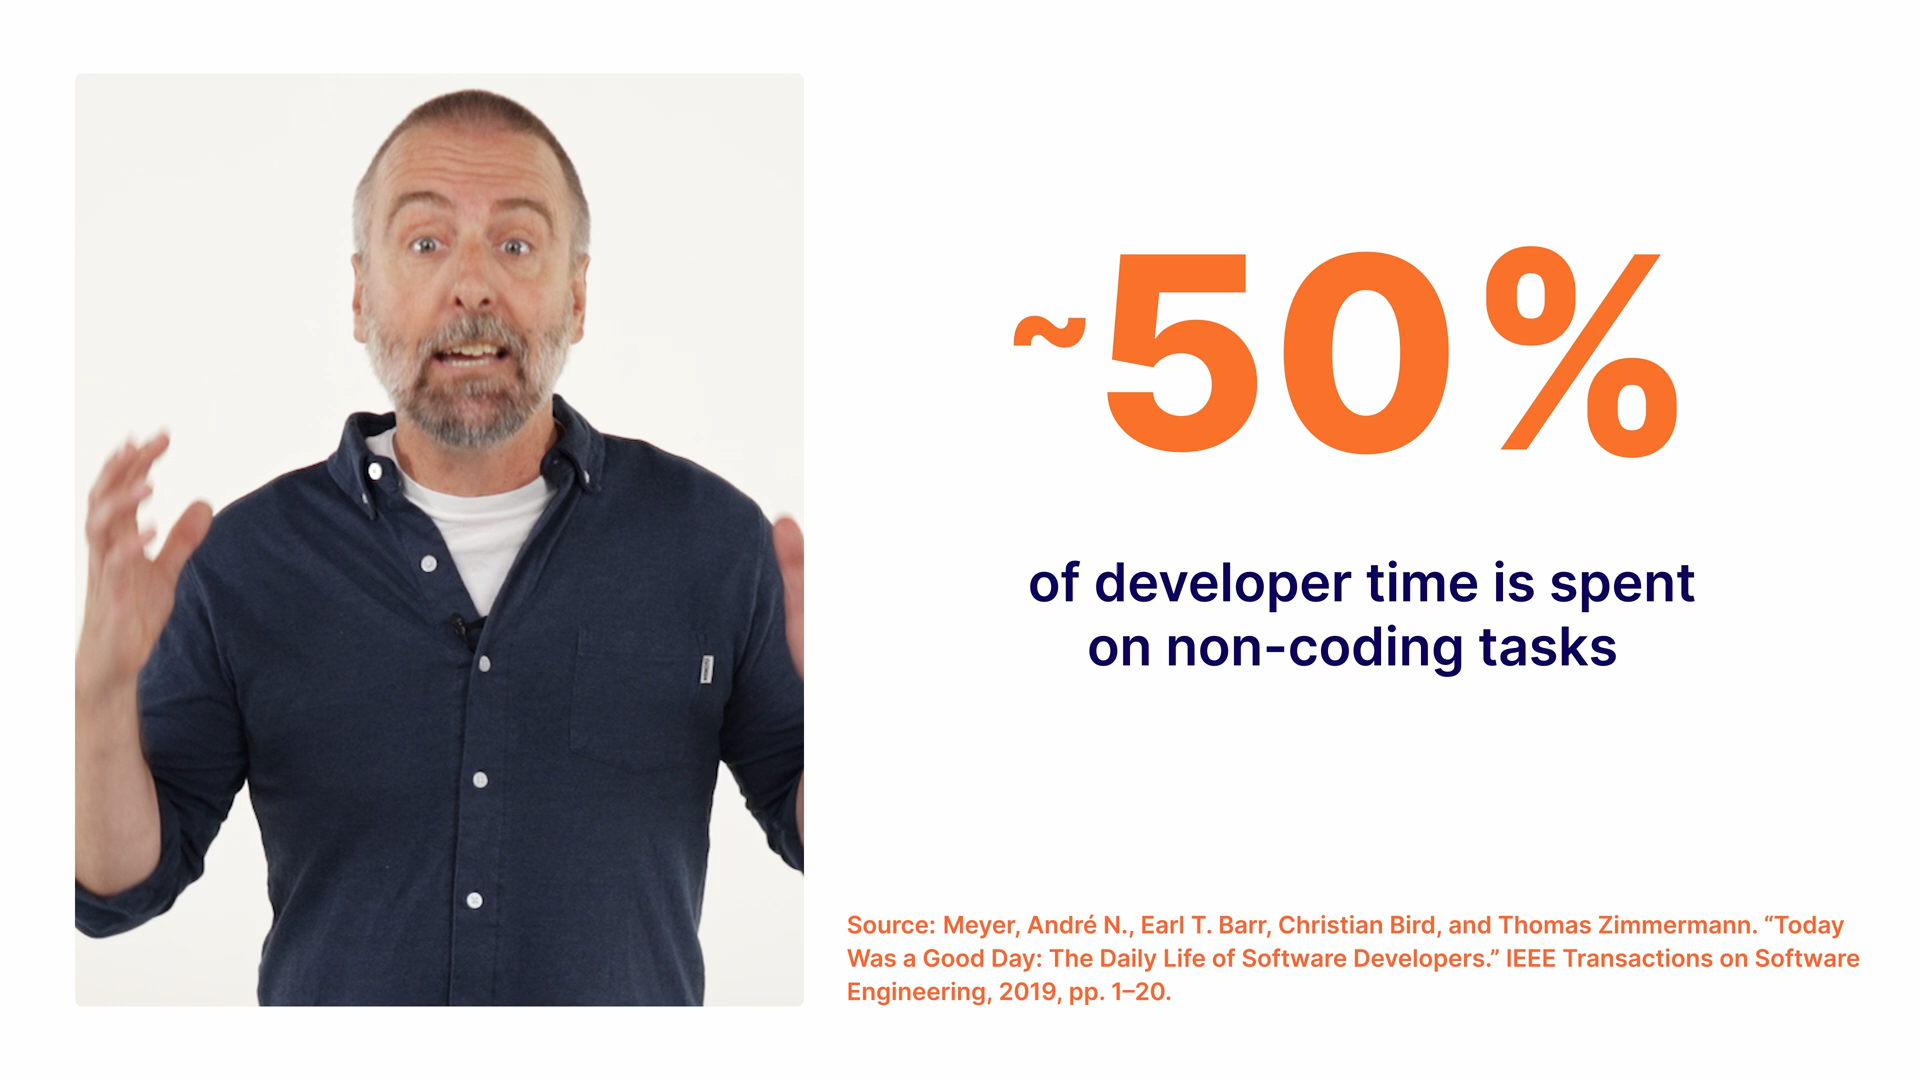 ~50%
of developer time is spent
on non-coding tasks
Source: Meyer, André N., Earl T. Barr, Christian Bird, and Thomas Zimmermann. “Today
Was a Good Day: The Daily Life of Software Developers.” IEEE Transactions on Software
Engineering, 2019, pp. 1–20.